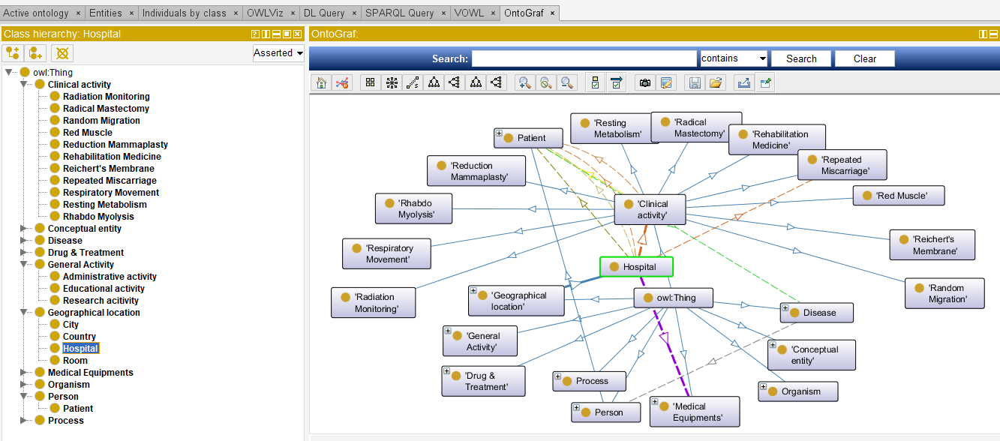 Active ontology × Entities × Individuals by class × OWLViz × DL Query × SPARQL Query × VOWL × OntoGraf ×
Class hierarchy: Hospital
Asserted
owl:Thing
Clinical activity
Radiation Monitoring
Radical Mastectomy
Random Migration
Red Muscle
Reduction Mammaplasty
Rehabilitation Medicine
Reichert's Membrane
Repeated Miscarriage
Respiratory Movement
Resting Metabolism
Rhabdo Myolysis
Conceptual entity
Disease
Drug & Treatment
General Activity
Administrative activity
Educational activity
Research acitivity
Geographical location
City
Country
Hospital
Room
Medical Equipments
Organism
Person
Patient
Process
OntoGraf:
Search: contains Search Clear
Patient
'Resting
Metabolism'
'Radical
Mastectomy'
'Rehabilitation
Medicine'
'Repeated
Miscarriage'
'Reduction
Mammaplasty'
'Red Muscle'
'Rhabdo
Myolysis'
'Clinical
activity'
'Respiratory
Movement'
'Reichert's
Membrane'
Hospital
'Radiation
Monitoring'
'Geographical
location'
owl:Thing
'Random
Migration'
Disease
'General
Activity'
'Conceptual
entity'
'Drug &
Treatment'
Process
Organism
Person
'Medical
Equipments'